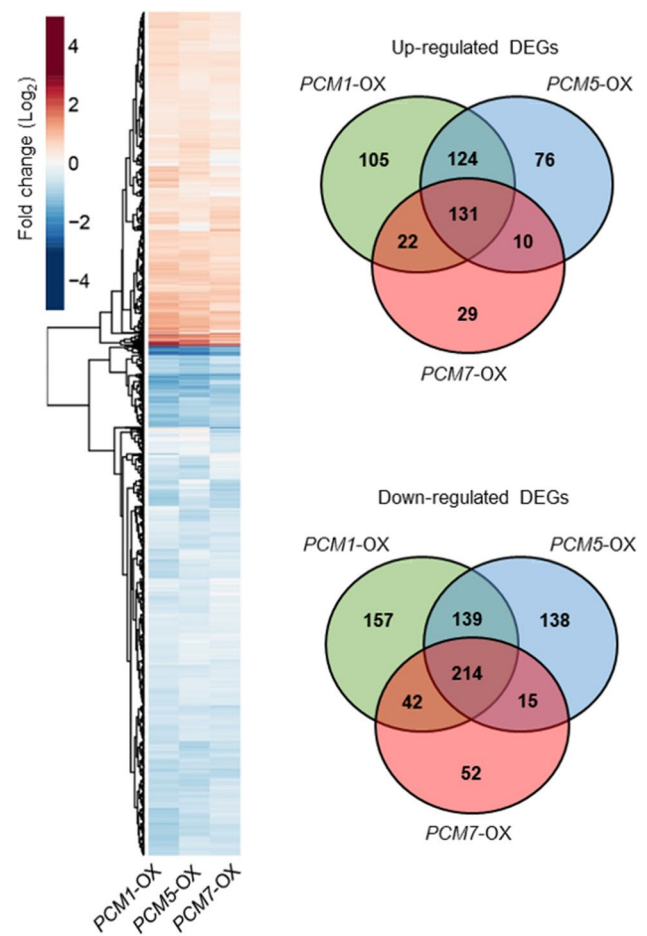 Fold change (Log2)
4
2
0
−2
−4
PCM1-OX
PCM5-OX
PCM7-OX
Up-regulated DEGs
PCM1-OX
PCM5-OX
105
124
76
131
22
10
29
PCM7-OX
Down-regulated DEGs
PCM1-OX
PCM5-OX
157
139
138
214
42
15
52
PCM7-OX